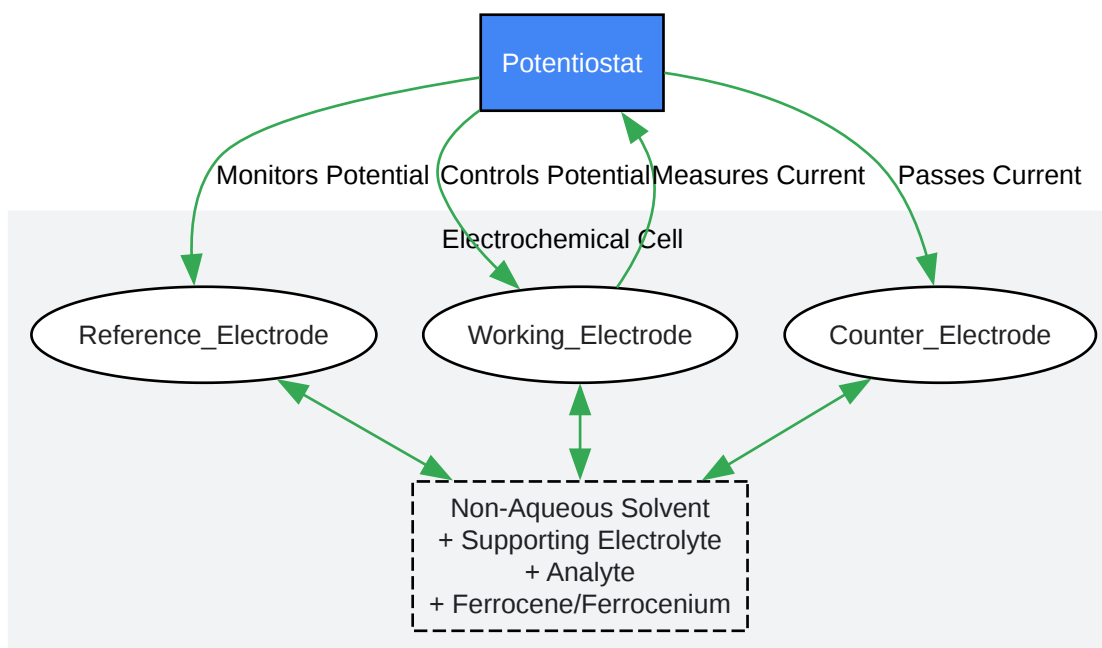 Potentiostat
Monitors Potential
Controls Potential
Measures Current
Passes Current
Electrochemical Cell
Reference_Electrode
Working_Electrode
Counter_Electrode
Non-Aqueous Solvent
+ Supporting Electrolyte
+ Analyte
+ Ferrocene/Ferrocenium